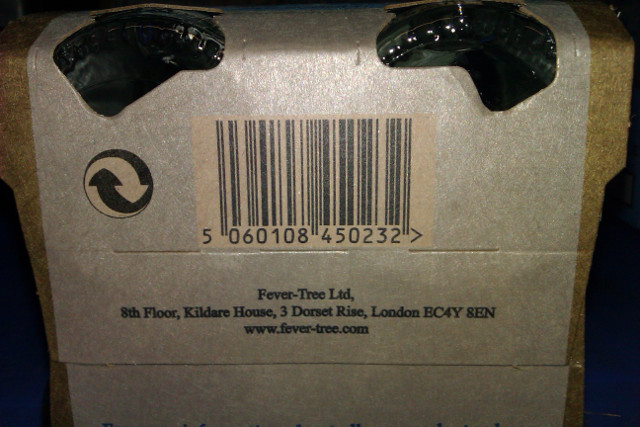 5 060108 450232 >
Fever-Tree Ltd,
8th Floor, Kildare House, 3 Dorset Rise, London EC4Y 8EN
www.fever-tree.com